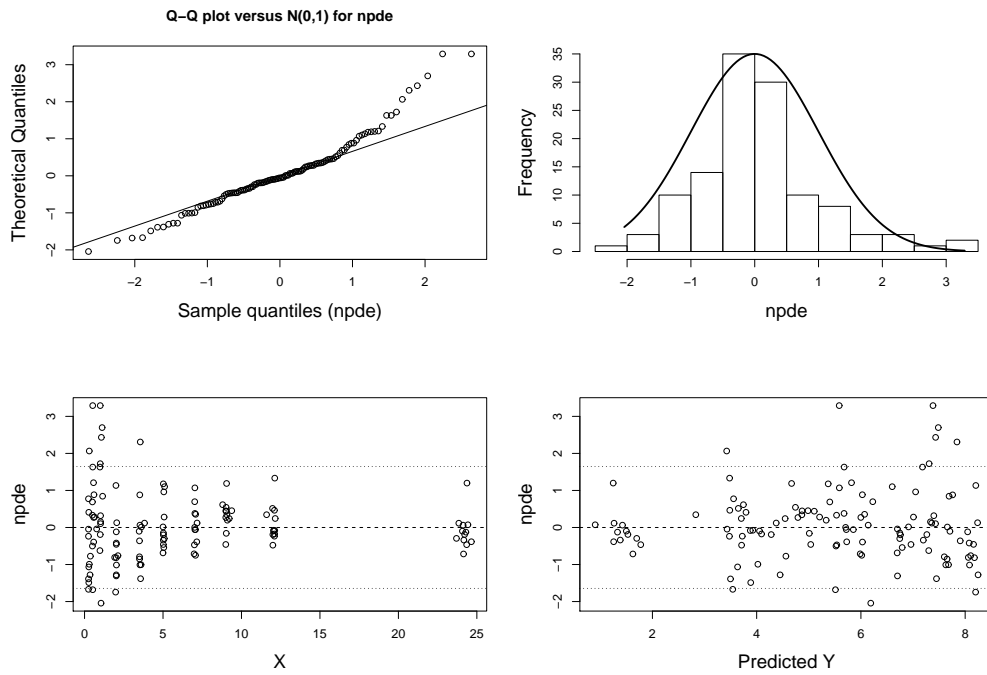 Q−Q plot versus N(0,1) for npde
Theoretical Quantiles
3
2
1
0
−1
−2
−2 −1 0 1 2
Sample quantiles (npde)
Frequency
35
30
25
20
15
10
5
0
−2 −1 0 1 2 3
npde
npde
3
2
1
0
−1
−2
0 5 10 15 20 25
X
npde
3
2
1
0
−1
−2
2 4 6 8
Predicted Y